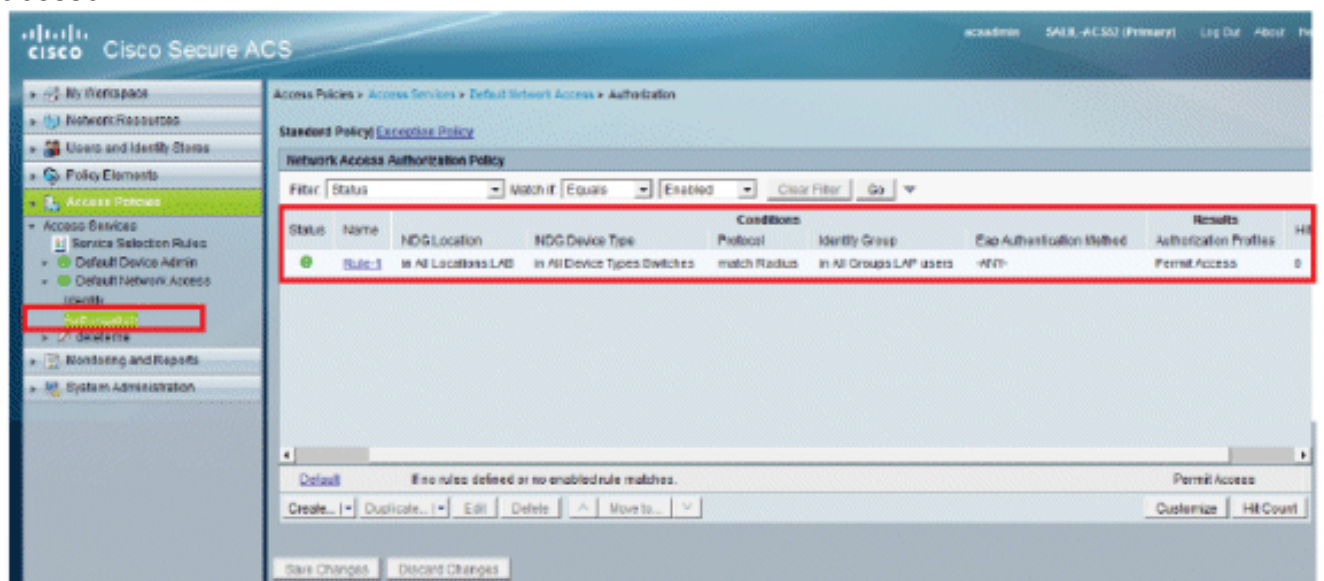 cisco Cisco Secure ACS
acsadmin (Primary) Log Out About
My Workspace
Network Resources
Users and Identity Stores
Policy Elements
Access Policies
Access Services
Service Selection Rules
Default Device Admin
Default Network Access
Identity
Authorization
deleteme
Monitoring and Reports
System Administration
Access Policies > Access Services > Default Network Access > Authorization
Standard Policy| Exception Policy
Network Access Authorization Policy
Filter: Status Match if: Equals Enabled Clear Filter Go
Conditions Results
Status Name NDG:Location NDG:Device Type Protocol Identity Group Eap Authentication Method Authorization Profiles Hit
Rule-1 in All Locations:LAB in All Device Types:Switches match Radius in All Groups:LAP users -ANY- Permit Access 0
Default If no rules defined or no enabled rule matches. Permit Access
Create... Duplicate... Edit Delete Move to... Customize Hit Count
Save Changes Discard Changes